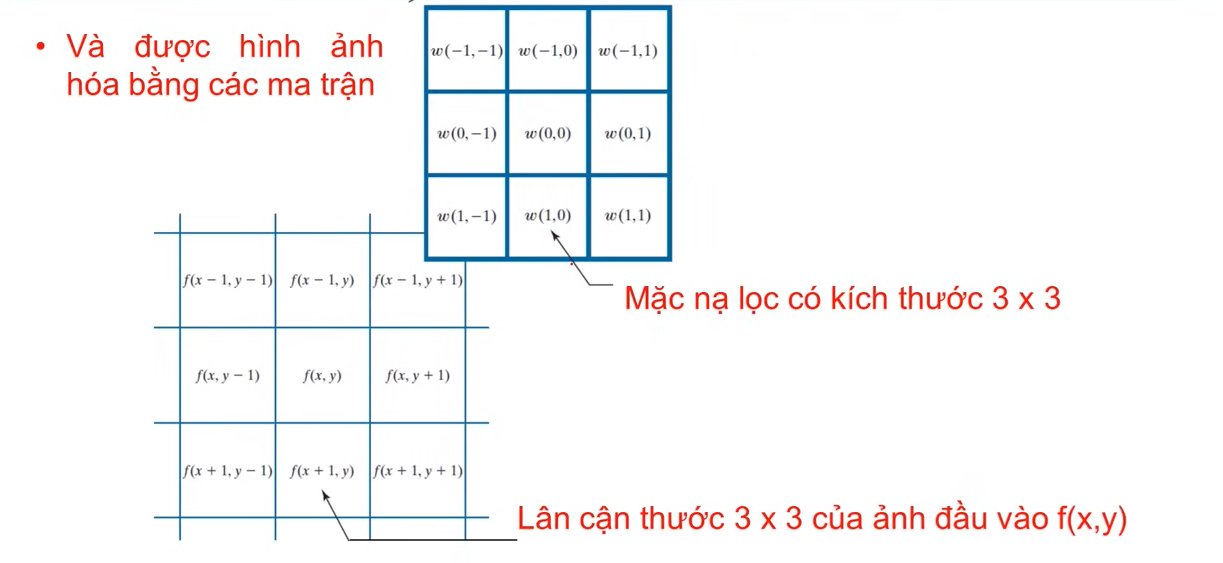 • Và được hình ảnh
hóa bằng các ma trận
w(−1,−1) w(−1,0) w(−1,1)
w(0,−1) w(0,0) w(0,1)
w(1,−1) w(1,0) w(1,1)
Mặc nạ lọc có kích thước 3 x 3
f(x − 1, y − 1) f(x − 1, y) f(x − 1, y + 1)
f(x, y − 1) f(x, y) f(x, y + 1)
f(x + 1, y − 1) f(x + 1, y) f(x + 1, y + 1)
Lân cận thước 3 x 3 của ảnh đầu vào f(x,y)